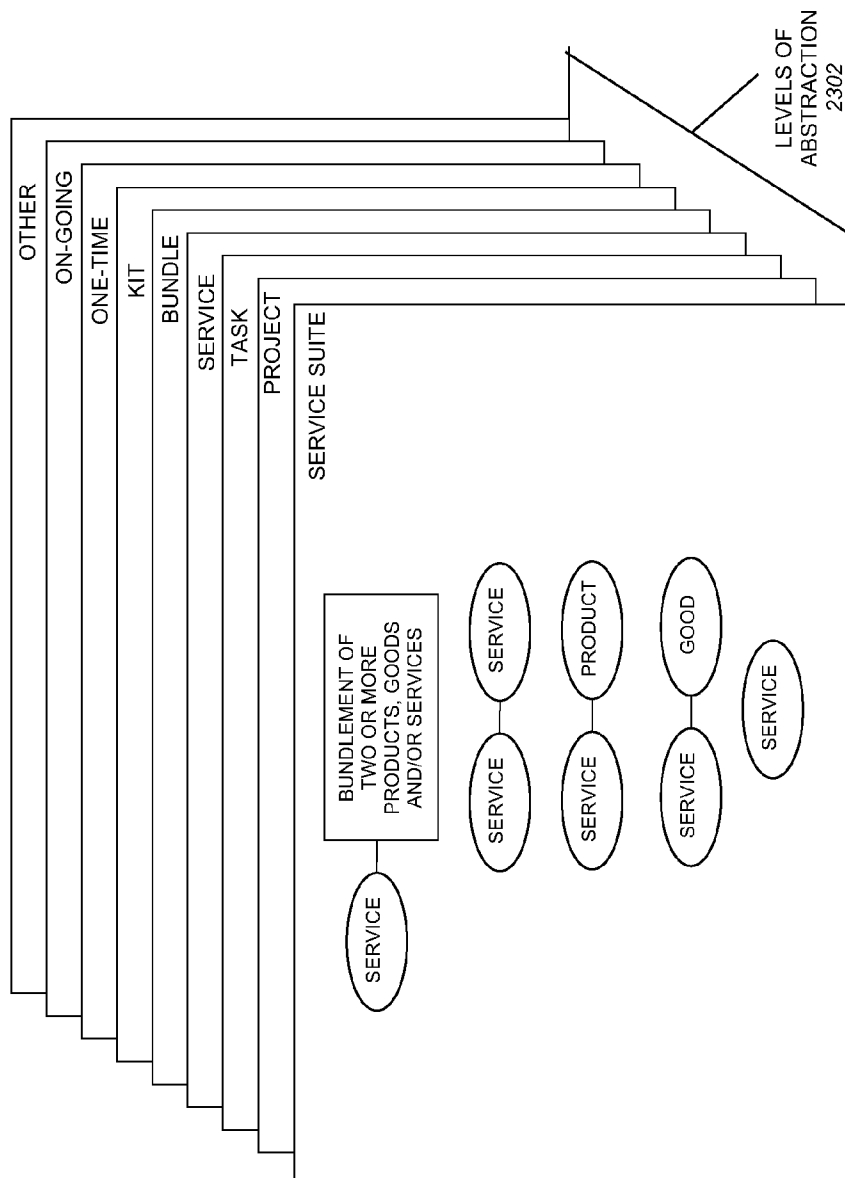 OTHER
ON-GOING
ONE-TIME
KIT
BUNDLE
SERVICE
TASK
PROJECT
SERVICE SUITE
SERVICE
BUNDLEMENT OF
TWO OR MORE
PRODUCTS, GOODS
AND/OR SERVICES
SERVICE
SERVICE
SERVICE
PRODUCT
SERVICE
GOOD
SERVICE
LEVELS OF
ABSTRACTION
2302